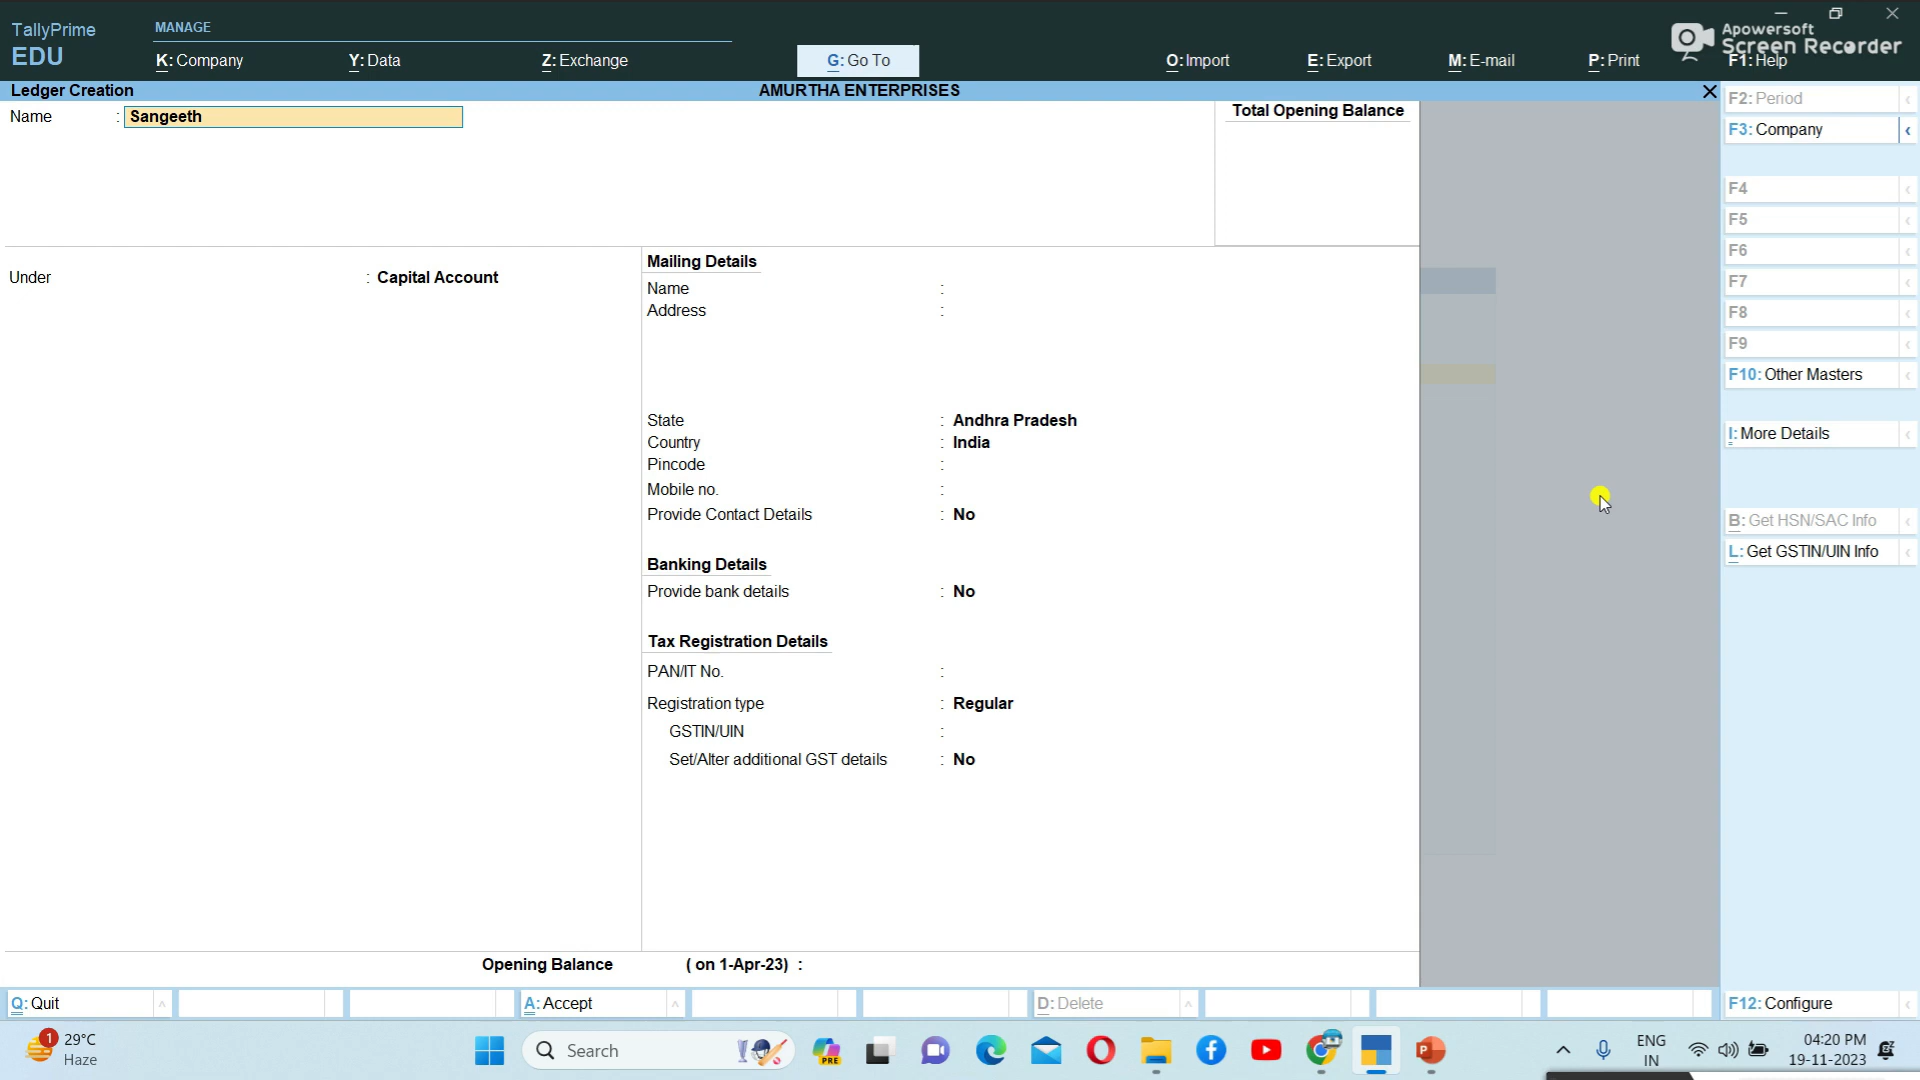 TallyPrime
EDU
MANAGE
K: Company
Y: Data
Z: Exchange
G: Go To
O: Import
E: Export
M: E-mail
P: Print
F1: Help
Apowersoft
Screen Recorder
Ledger Creation
AMURTHA ENTERPRISES
Name : Sangeeth
Total Opening Balance
Under : Capital Account
Mailing Details
Name :
Address :
State : Andhra Pradesh
Country : India
Pincode :
Mobile no. :
Provide Contact Details : No
Banking Details
Provide bank details : No
Tax Registration Details
PAN/IT No. :
Registration type : Regular
GSTIN/UIN :
Set/Alter additional GST details : No
Opening Balance ( on 1-Apr-23) :
F2: Period
F3: Company
F4
F5
F6
F7
F8
F9
F10: Other Masters
I: More Details
B: Get HSN/SAC Info
L: Get GSTIN/UIN Info
F12: Configure
Q: Quit
A: Accept
D: Delete
1
29°C
Haze
Search
PRE
ENG
IN
04:20 PM
19-11-2023